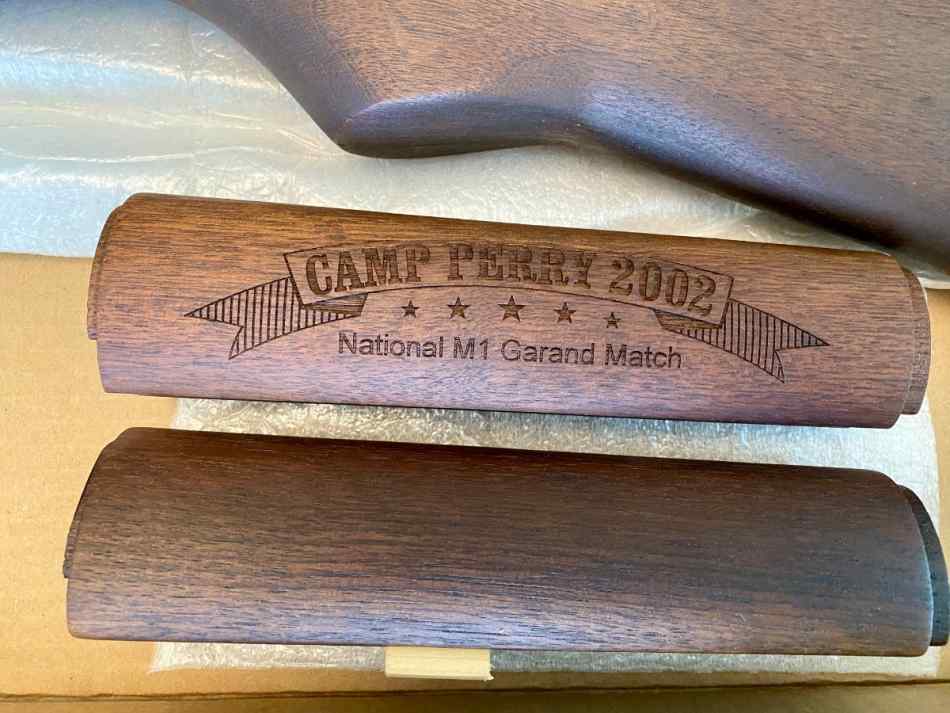 CAMP PERRY 2002
National M1 Garand Match